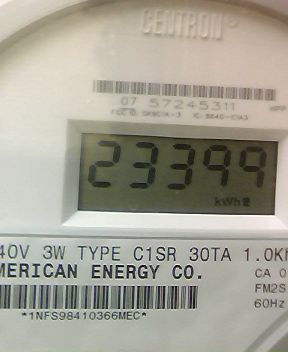 CENTRON
07 57245311
23399
kWh
40V 3W TYPE C1SR 30TA 1.0Kh
MERICAN ENERGY CO.
CA 0
FM2S
60Hz
*1NFS98410366MEC*